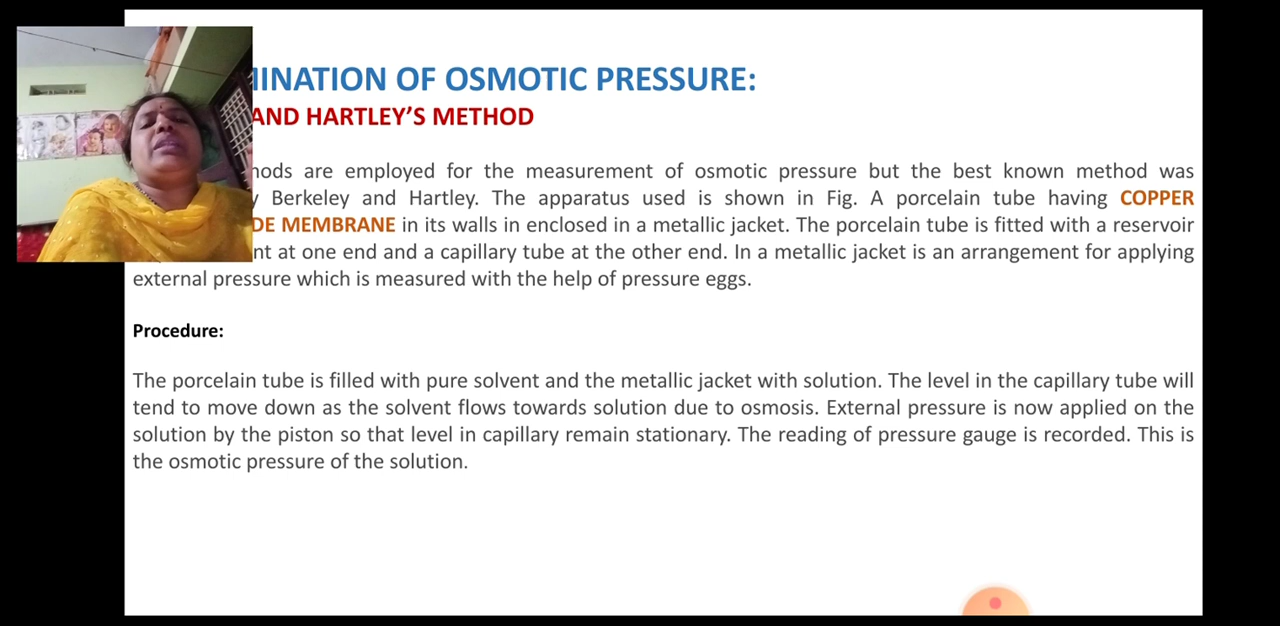 INATION OF OSMOTIC PRESSURE:
AND HARTLEY’S METHOD
are employed for the measurement of osmotic pressure but the best known method was
Berkeley and Hartley. The apparatus used is shown in Fig. A porcelain tube having COPPER
MEMBRANE in its walls in enclosed in a metallic jacket. The porcelain tube is fitted with a reservoir
at one end and a capillary tube at the other end. In a metallic jacket is an arrangement for applying
external pressure which is measured with the help of pressure eggs.
Procedure:
The porcelain tube is filled with pure solvent and the metallic jacket with solution. The level in the capillary tube will
tend to move down as the solvent flows towards solution due to osmosis. External pressure is now applied on the
solution by the piston so that level in capillary remain stationary. The reading of pressure gauge is recorded. This is
the osmotic pressure of the solution.